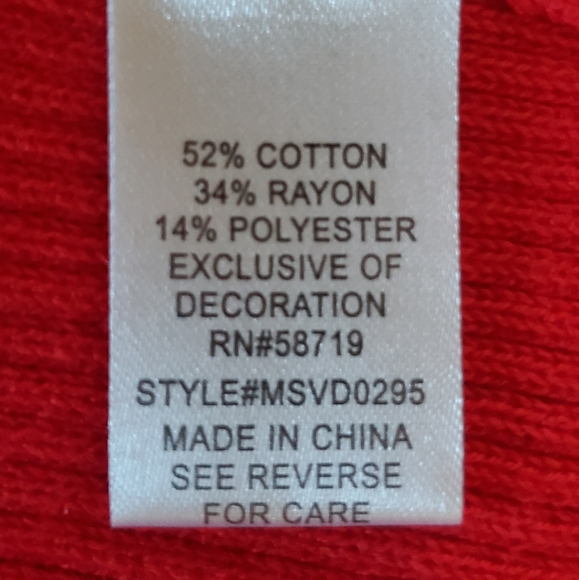 52% COTTON
34% RAYON
14% POLYESTER
EXCLUSIVE OF
DECORATION
RN#58719
STYLE#MSVD0295
MADE IN CHINA
SEE REVERSE
FOR CARE